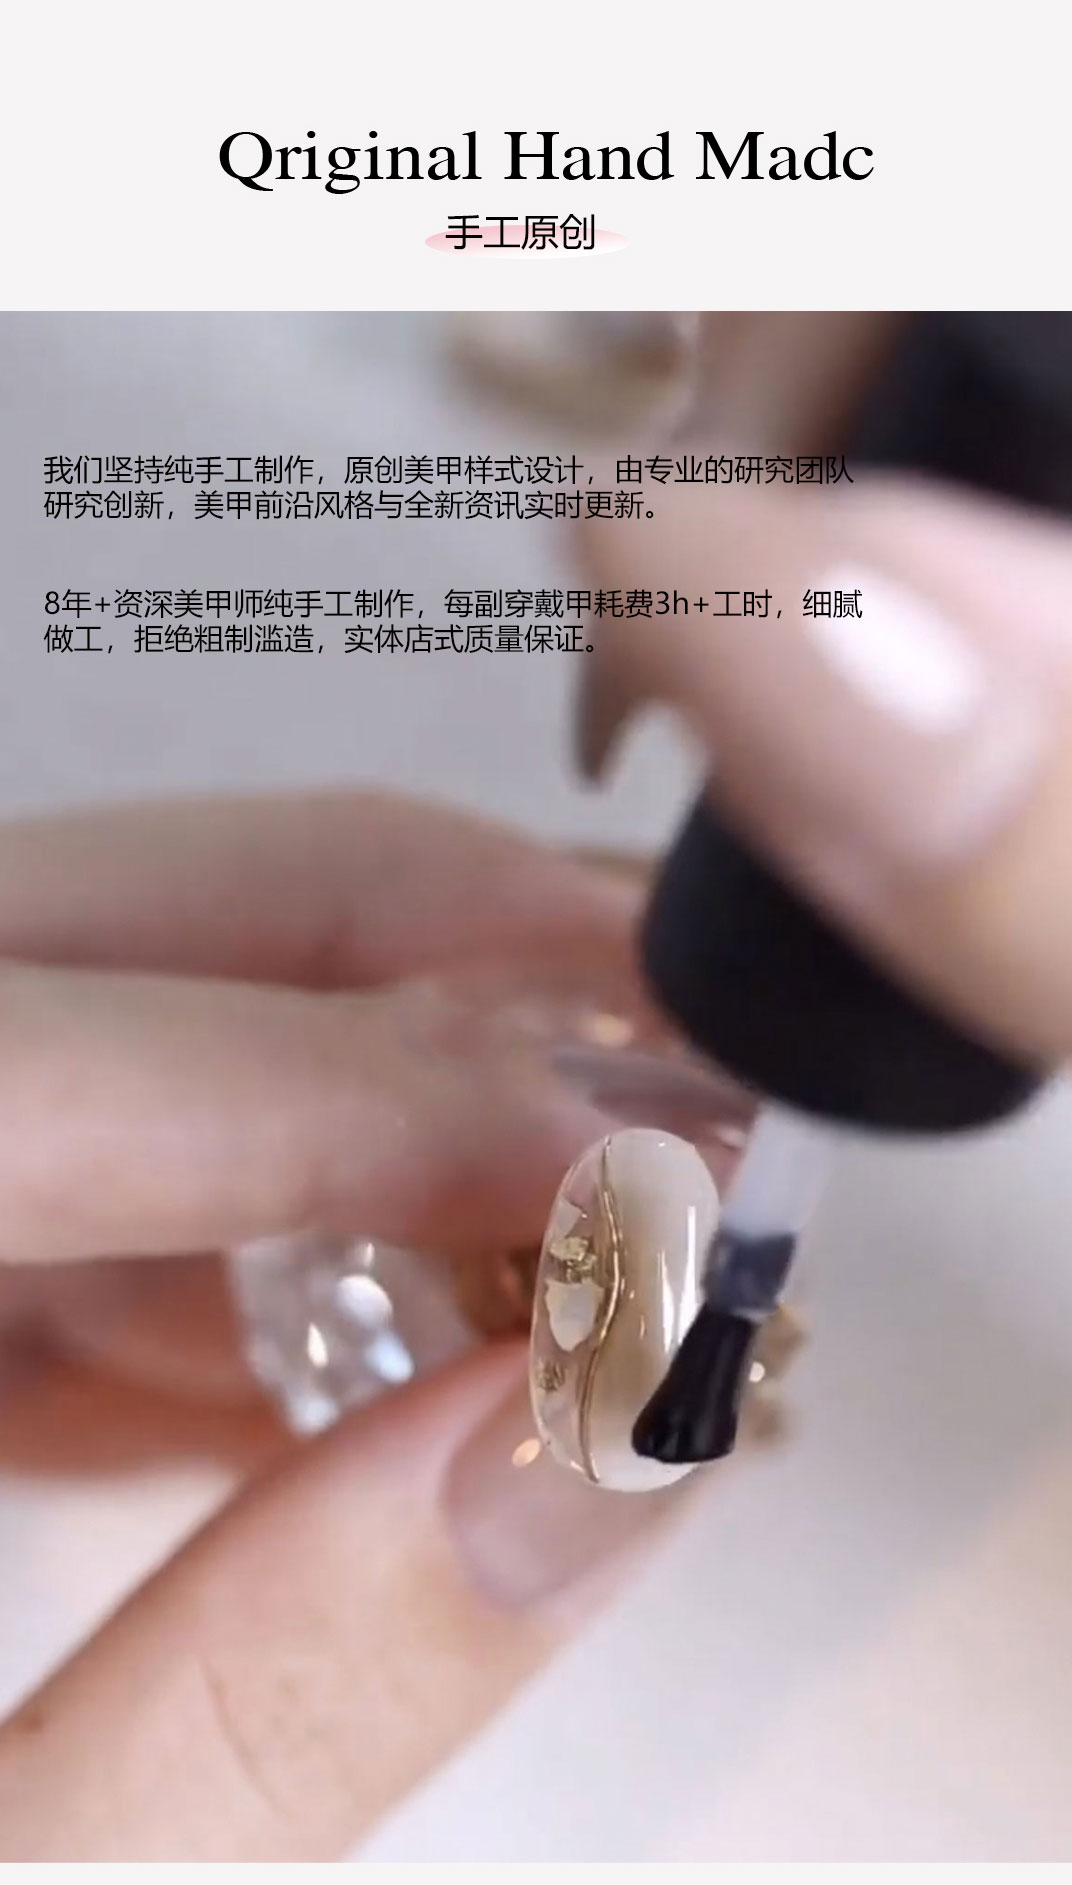 Qriginal Hand Madc
手工原创
我们坚持纯手工制作，原创美甲样式设计，由专业的研究团队
研究创新，美甲前沿风格与全新资讯实时更新。
8年+资深美甲师纯手工制作，每副穿戴甲耗费3h+工时，细腻
做工，拒绝粗制滥造，实体店式质量保证。